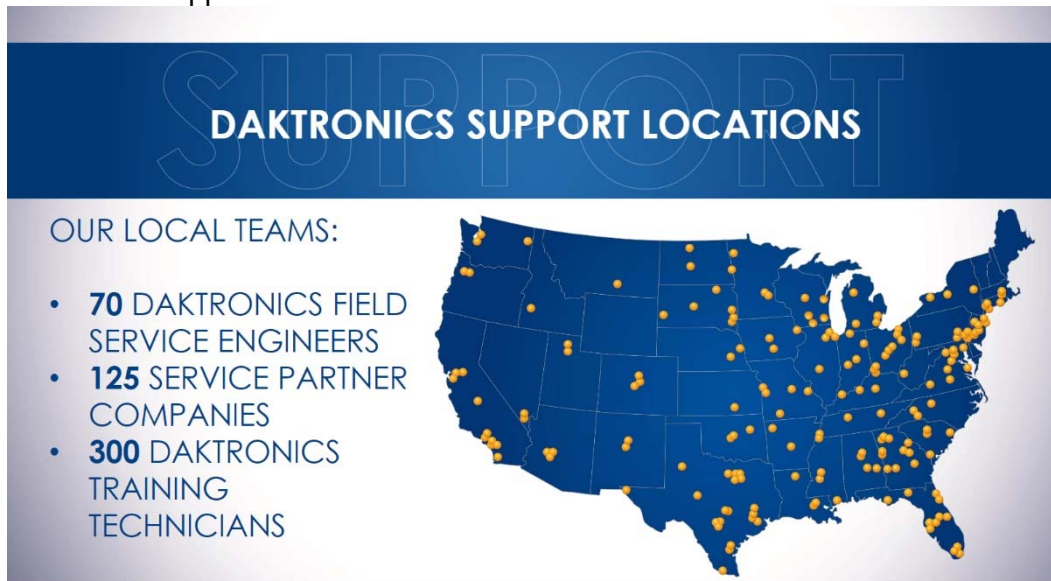 SUPPORT
DAKTRONICS SUPPORT LOCATIONS
OUR LOCAL TEAMS:
• 70 DAKTRONICS FIELD
SERVICE ENGINEERS
• 125 SERVICE PARTNER
COMPANIES
• 300 DAKTRONICS
TRAINING
TECHNICIANS